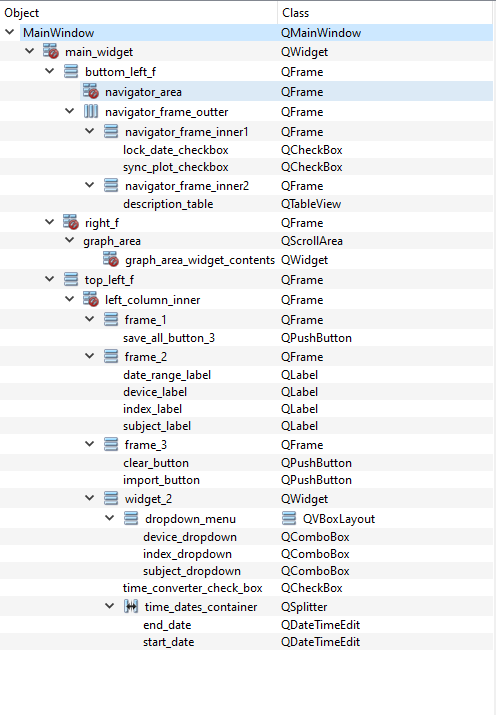 Object Class
MainWindow QMainWindow
main_widget QWidget
buttom_left_f QFrame
navigator_area QFrame
navigator_frame_outter QFrame
navigator_frame_inner1 QFrame
lock_date_checkbox QCheckBox
sync_plot_checkbox QCheckBox
navigator_frame_inner2 QFrame
description_table QTableView
right_f QFrame
graph_area QScrollArea
graph_area_widget_contents QWidget
top_left_f QFrame
left_column_inner QFrame
frame_1 QFrame
save_all_button_3 QPushButton
frame_2 QFrame
date_range_label QLabel
device_label QLabel
index_label QLabel
subject_label QLabel
frame_3 QFrame
clear_button QPushButton
import_button QPushButton
widget_2 QWidget
dropdown_menu QVBoxLayout
device_dropdown QComboBox
index_dropdown QComboBox
subject_dropdown QComboBox
time_converter_check_box QCheckBox
time_dates_container QSplitter
end_date QDateTimeEdit
start_date QDateTimeEdit